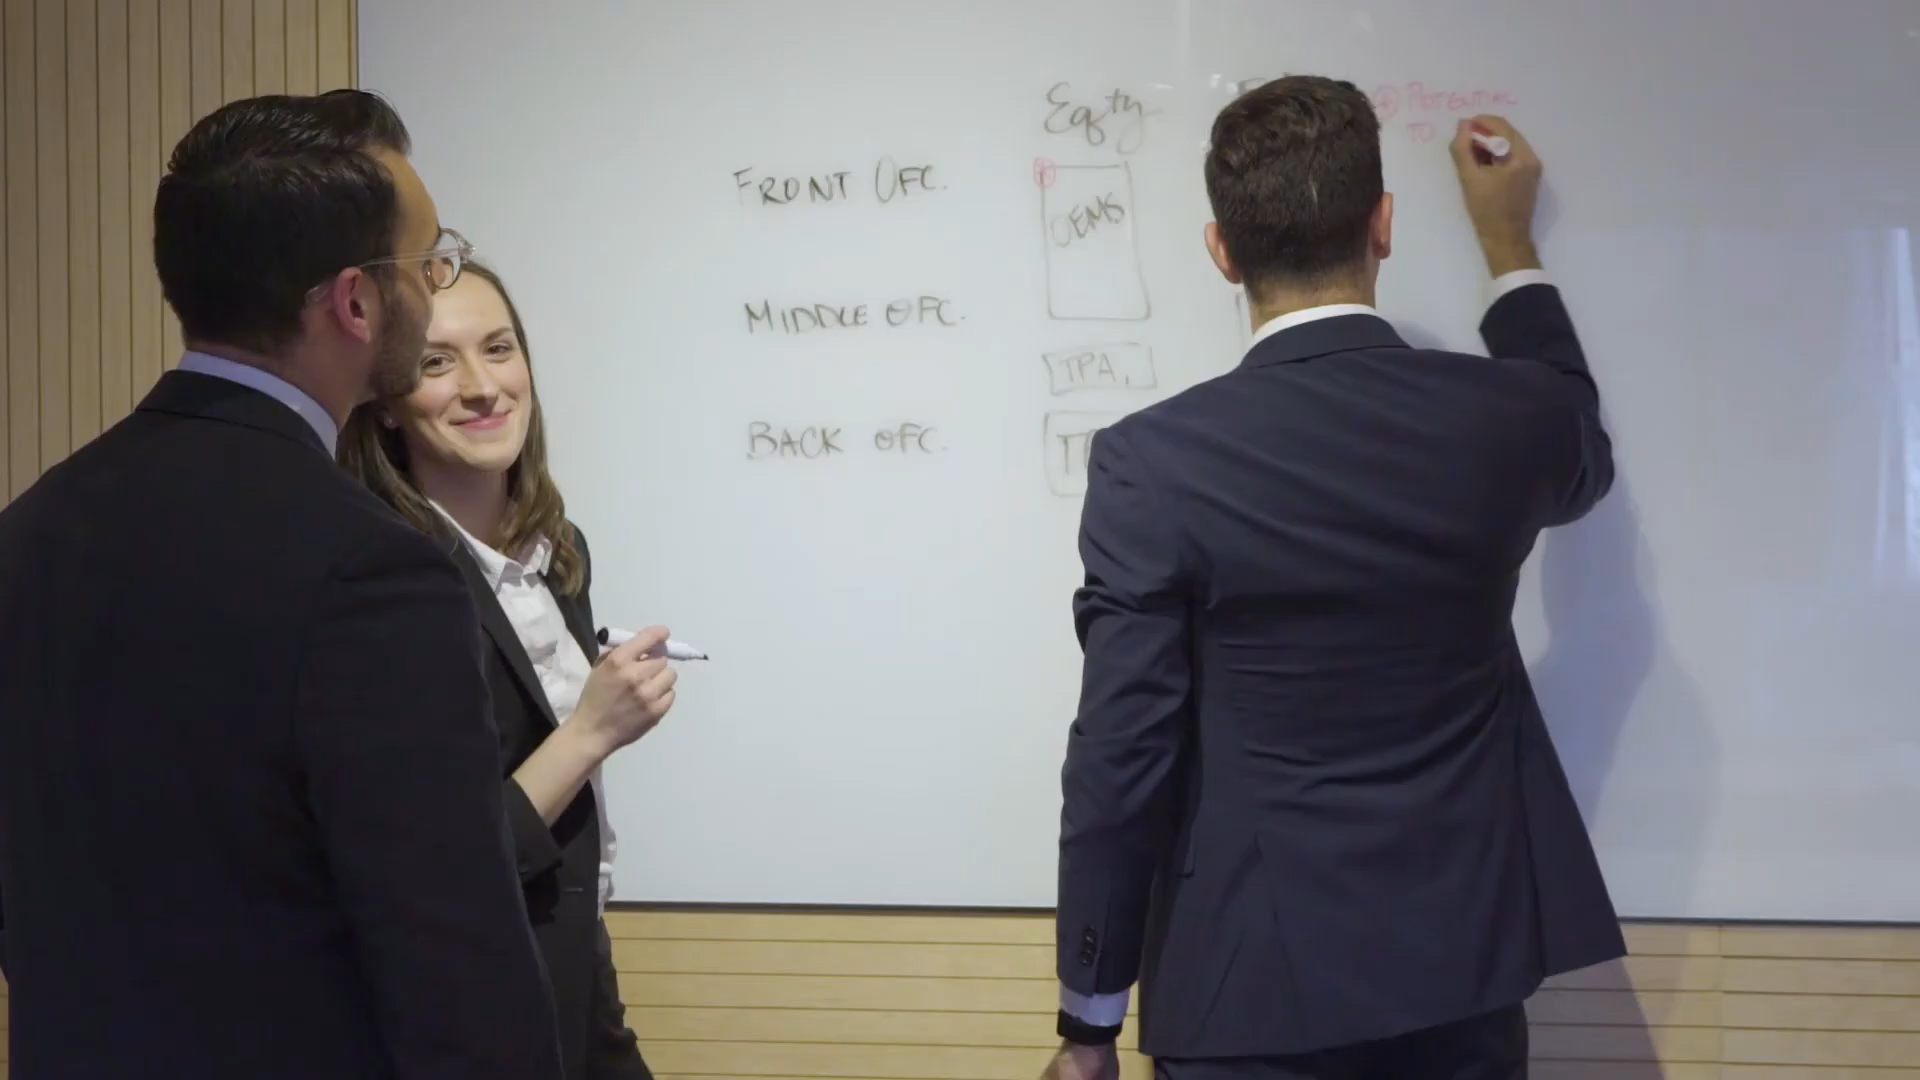 Eqty
⊕ POTENTIAL
TO
FRONT OFC.
OEMS
MIDDLE OFC.
TPA,
BACK OFC.